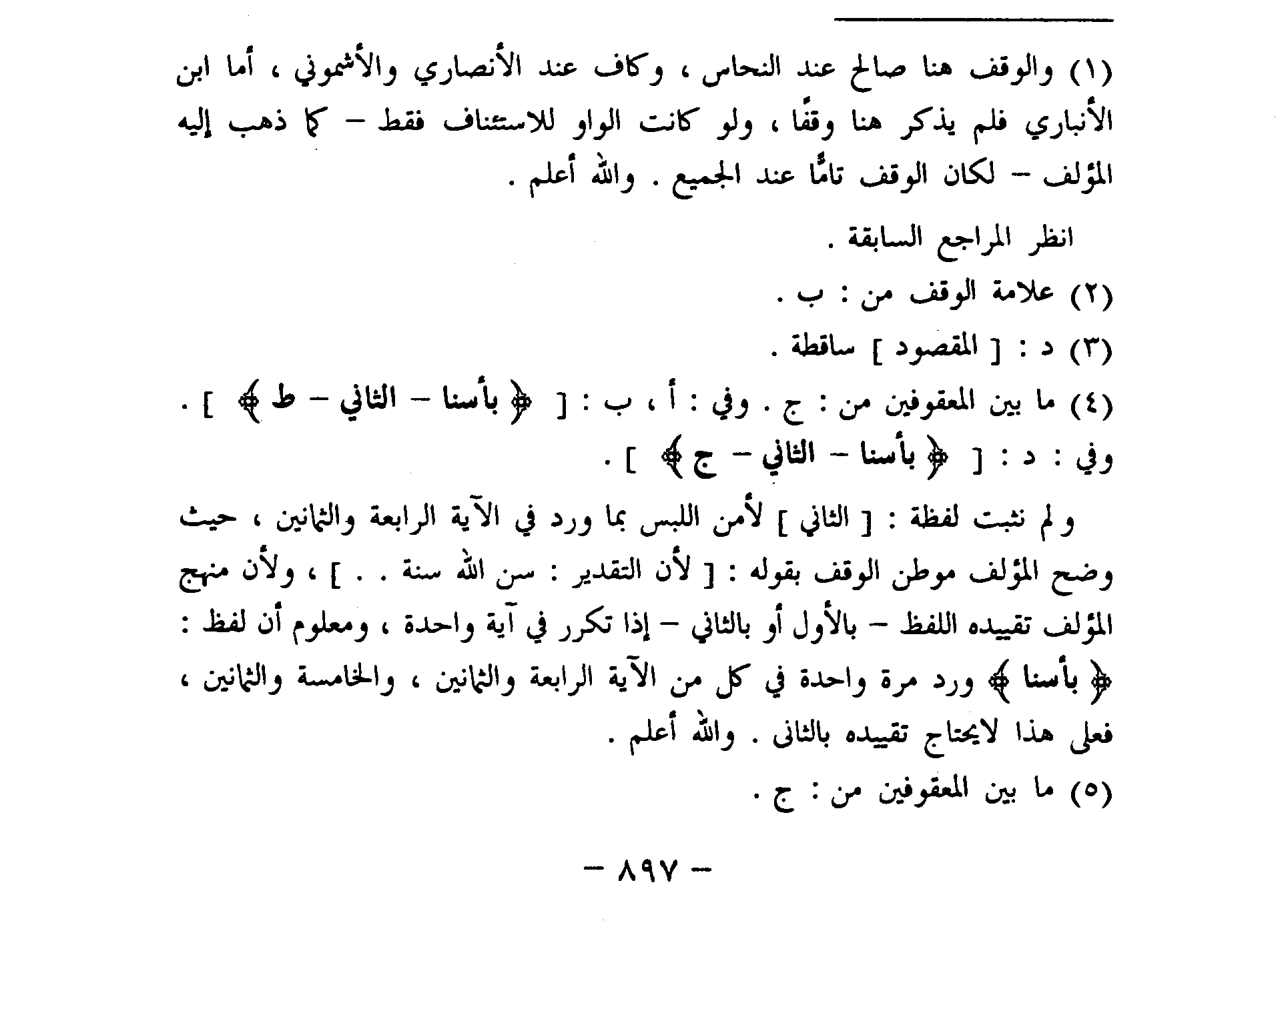 (١) والوقف هنا صالح عند النحاس ، وكاف عند الأنصاري والأشموني ، أما ابن
الأنباري فلم يذكر هنا وقفًا ، ولو كانت الواو للاستئناف فقط – كما ذهب إليه
المؤلف – لكان الوقف تامًّا عند الجميع . والله أعلم .
انظر المراجع السابقة .
(٢) علامة الوقف من : ب .
(٣) د : [ المقصود ] ساقطة .
(٤) ما بين المعقوفين من : ج . وفي : أ ، ب : [ ﴿ بأسنا – الثاني – ط ﴾ ] .
وفي : د : [ ﴿ بأسنا – الثاني – ج ﴾ ] .
و لم نثبت لفظة : [ الثاني ] لأمن اللبس بما ورد في الآية الرابعة والثمانين ، حيث
وضح المؤلف موطن الوقف بقوله : [ لأن التقدير : سن الله سنة . . ] ، ولأن منهج
المؤلف تقييده اللفظ – بالأول أو بالثاني – إذا تكرر في آية واحدة ، ومعلوم أن لفظ :
﴿ بأسنا ﴾ ورد مرة واحدة في كل من الآية الرابعة والثمانين ، والخامسة والثمانين ،
فعلى هذا لايحتاج تقييده بالثانى . والله أعلم .
(٥) ما بين المعقوفين من : ج .
– ٨٩٧ –